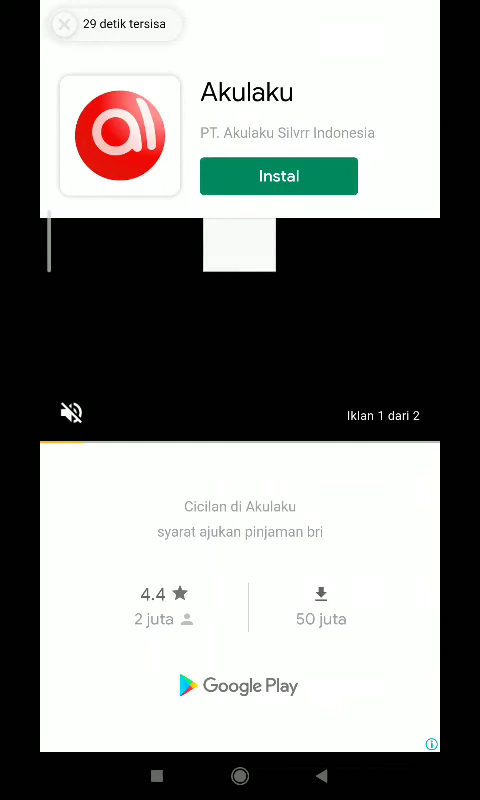 29 detik tersisa
Akulaku
PT. Akulaku Silvrr Indonesia
Instal
Iklan 1 dari 2
Cicilan di Akulaku
syarat ajukan pinjaman bri
4.4
2 juta
50 juta
Google Play